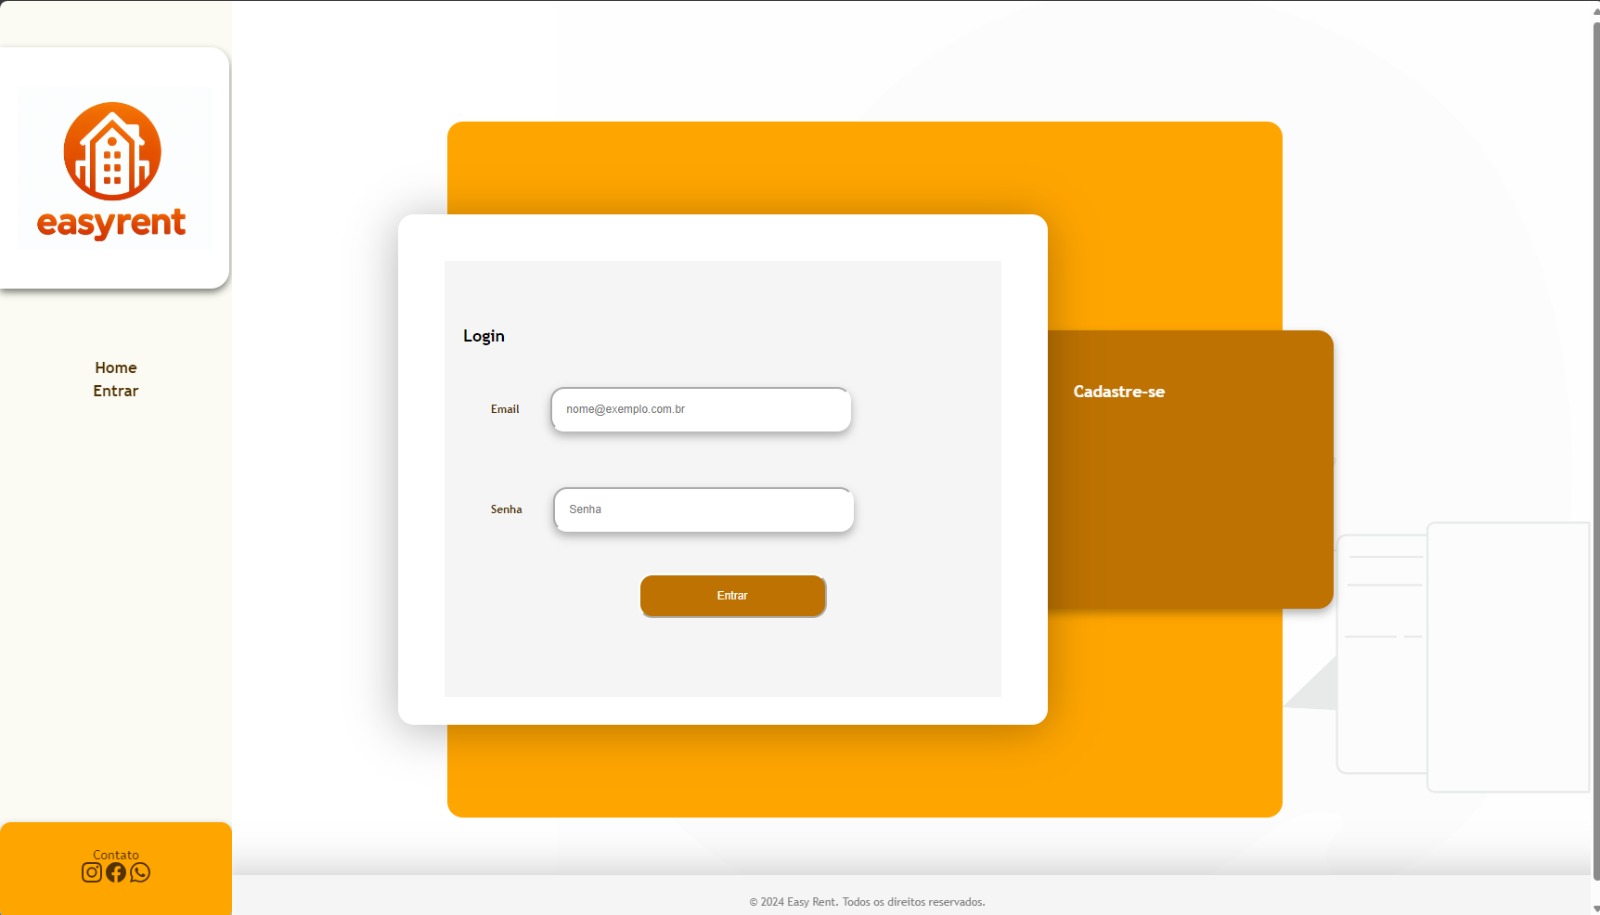 easyrent
Home
Entrar
Login
Email
nome@exemplo.com.br
Senha
Senha
Entrar
Cadastre-se
Contato
© 2024 Easy Rent. Todos os direitos reservados.